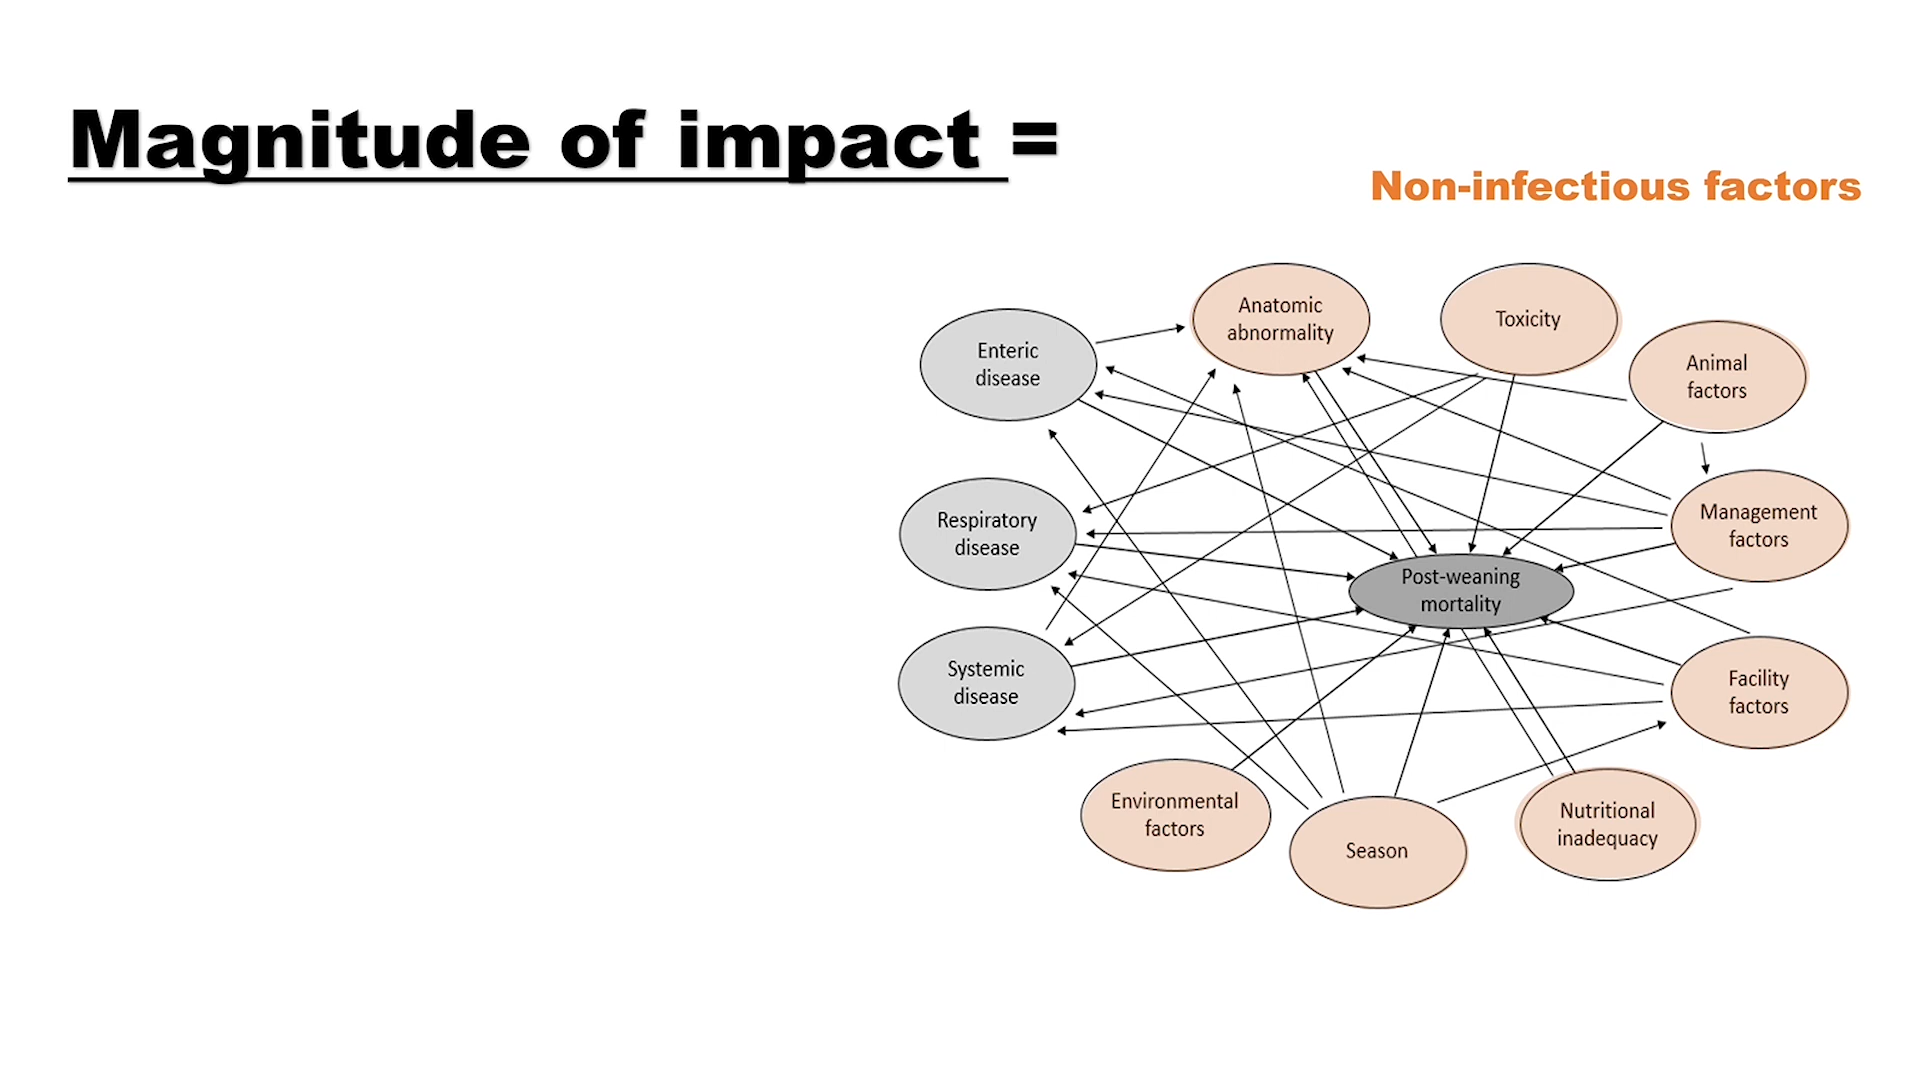 Magnitude of impact =
Non-infectious factors
Anatomic
abnormality
Toxicity
Enteric
disease
Animal
factors
Respiratory
disease
Management
factors
Post-weaning
mortality
Systemic
disease
Facility
factors
Environmental
factors
Season
Nutritional
inadequacy